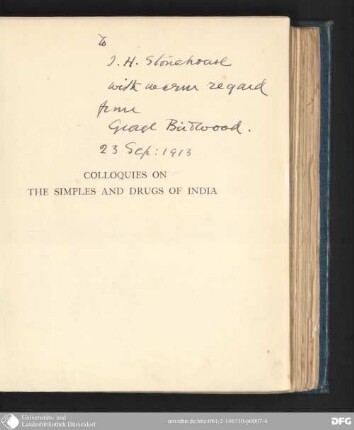 To
J. H. Stonehouse
with warm regard
from
George Birdwood.
23 Sep: 1913
COLLOQUIES ON
THE SIMPLES AND DRUGS OF INDIA
Universitäts- und
Landesbibliothek Düsseldorf
DFG